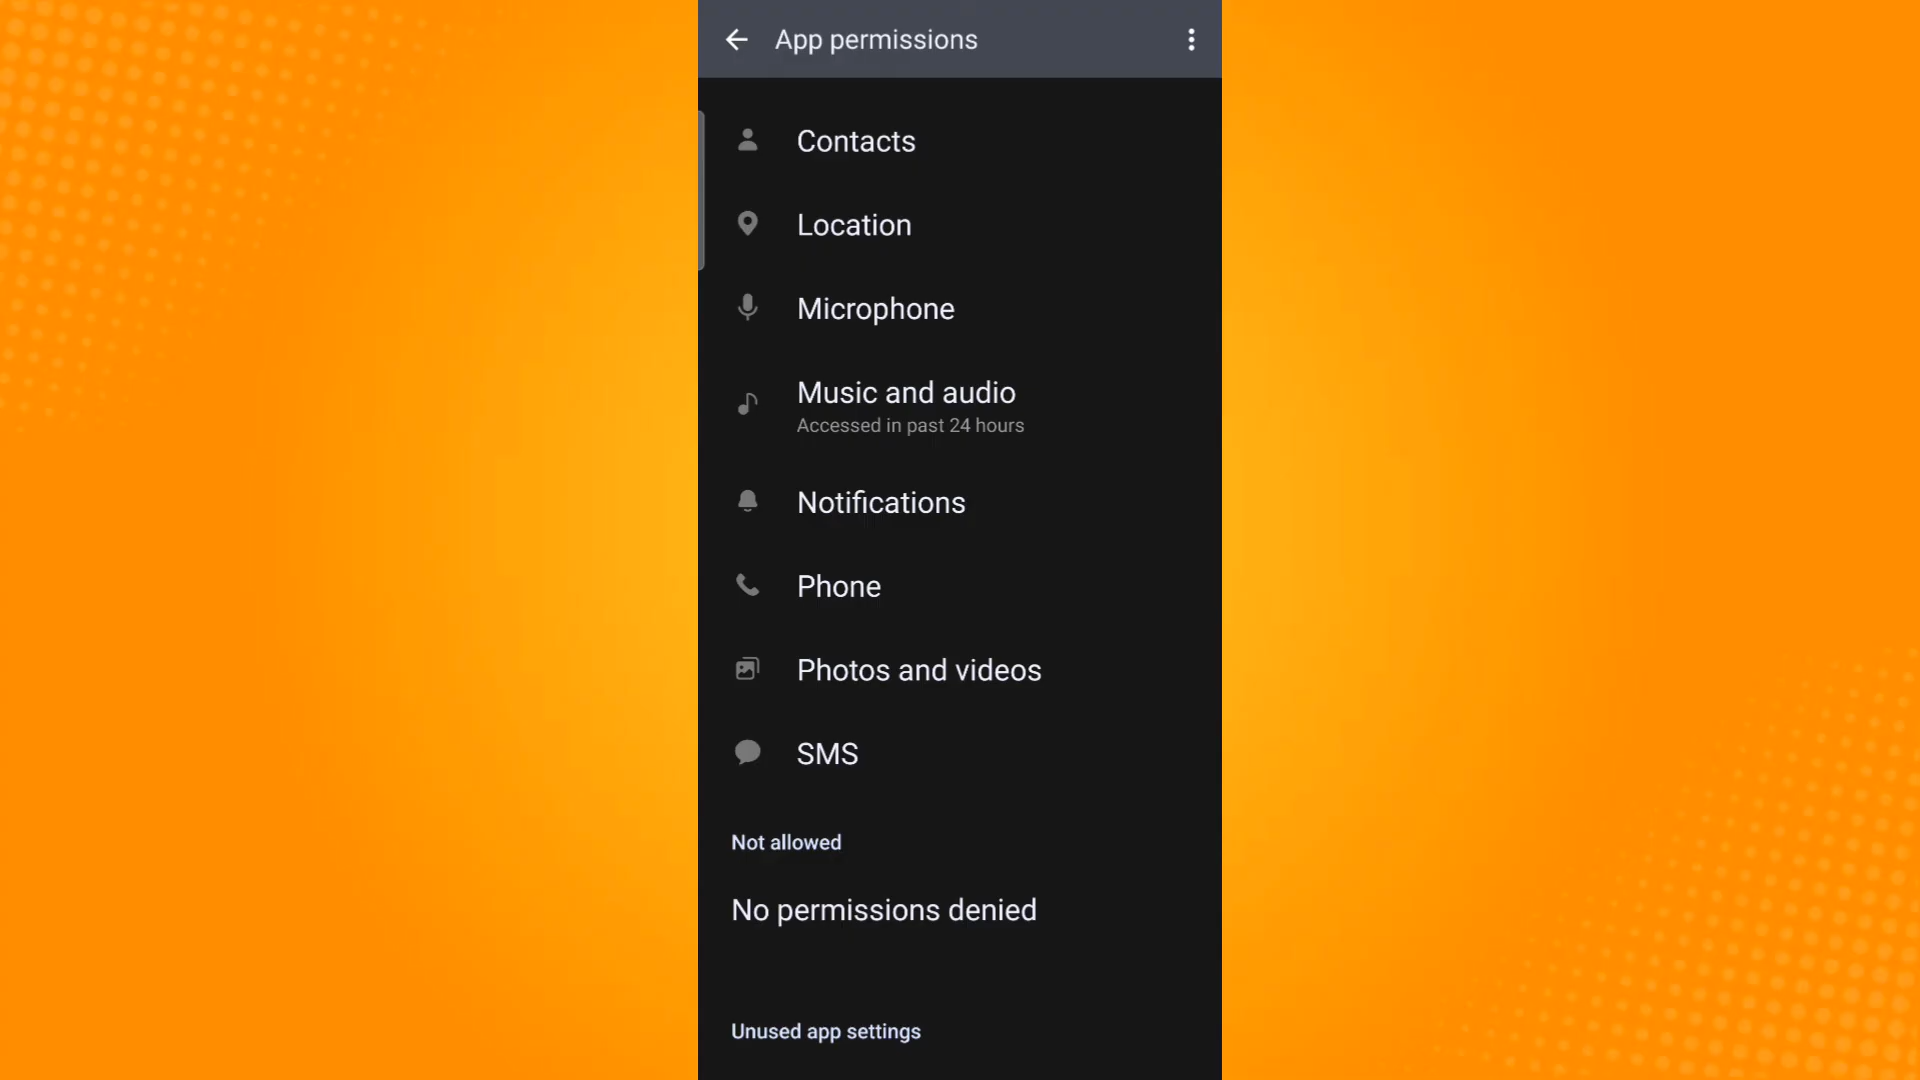 App permissions
Contacts
Location
Microphone
Music and audio
Accessed in past 24 hours
Notifications
Phone
Photos and videos
SMS
Not allowed
No permissions denied
Unused app settings